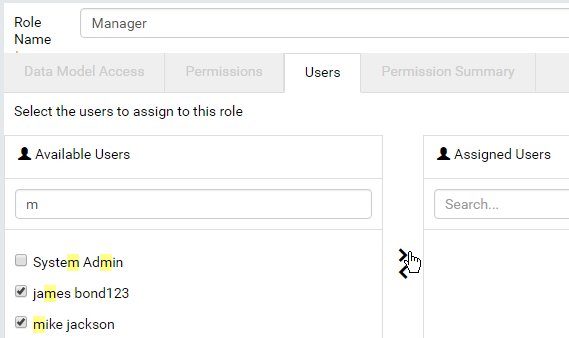 Role Name
Manager
Data Model Access Permissions Users Permission Summary
Select the users to assign to this role
Available Users
Assigned Users
m
Search...
System Admin
james bond123
mike jackson